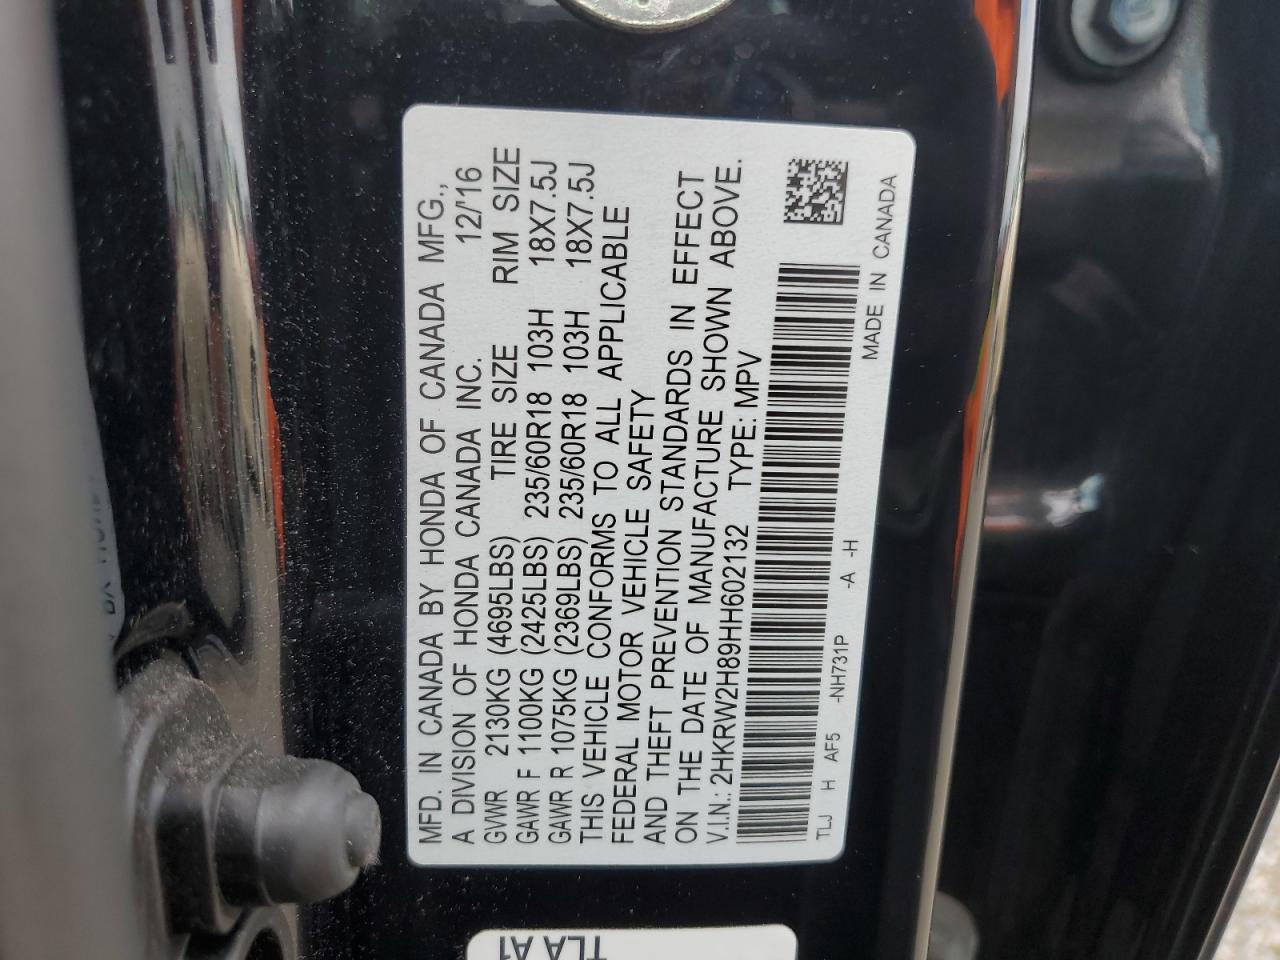 MFD. IN CANADA BY HONDA OF CANADA MFG.,
A DIVISION OF HONDA CANADA INC. 12/'16
GVWR 2130KG (4695LBS) TIRE SIZE RIM SIZE
GAWR F 1100KG (2425LBS) 235/60R18 103H 18X7.5J
GAWR R 1075KG (2369LBS) 235/60R18 103H 18X7.5J
THIS VEHICLE CONFORMS TO ALL APPLICABLE
FEDERAL MOTOR VEHICLE SAFETY
AND THEFT PREVENTION STANDARDS IN EFFECT
ON THE DATE OF MANUFACTURE SHOWN ABOVE.
V.I.N.: 2HKRW2H89HH602132 TYPE: MPV
TLJ H AF5 -NH731P -A -H
MADE IN CANADA
TLA A1